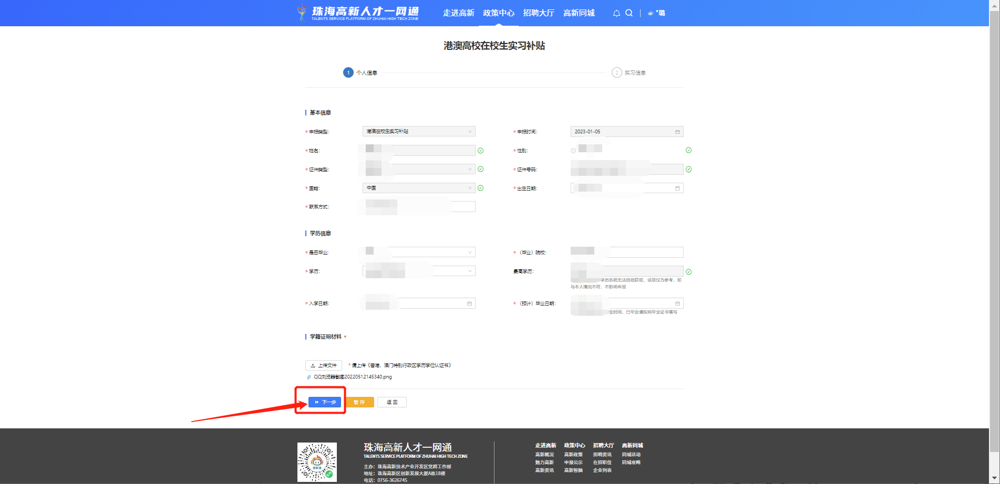 珠海高新人才一网通
TALENTS SERVICE PLATFORM OF ZHUHAI HIGH TECH ZONE
走进高新 政策中心 招聘大厅 高新同城
*璐
港澳高校在校生实习补贴
1 个人信息
2 实习信息
基本信息
*申报类型: 港澳在校生实习补贴
*申报时间: 2023-01-05
*姓名:
*性别:
*证件类型:
*证件号码:
*国籍: 中国
*出生日期:
*联系方式:
学历信息
*是否毕业:
*（毕业）院校:
*学历:
最高学历:
学历系统无法自动获取，该项仅为参考，如
与本人情况不符，不影响申报
*入学日期:
*（预计）毕业日期:
业时间，已毕业请按照毕业证书填写
学籍证明材料 *
上传文件 *请上传《香港、澳门特别行政区学历学位认证书》
QQ浏览器截图20220512145340.png
下一步 暂存 返回
珠海高新人才一网通
TALENTS SERVICE PLATFORM OF ZHUHAI HIGH TECH ZONE
主办：珠海高新技术产业开发区党群工作部
地址：珠海高新区创新发展大厦A栋18楼
电话：0756-3626745
走进高新 政策中心 招聘大厅 高新同城
高新概况 高新政策 招聘资讯 同城活动
魅力高新 申报公示 在招职位 同城攻略
高新资讯 高新智脑 企业列表